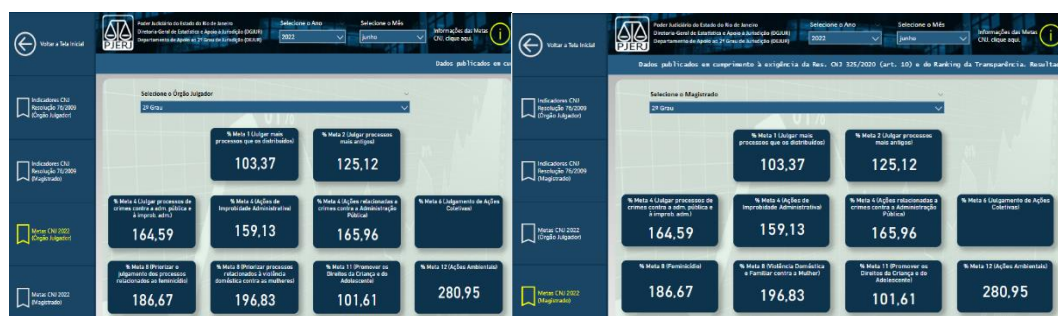 Voltar a Tela Inicial
PJERJ
Poder Judiciário do Estado do Rio de Janeiro
Diretoria-Geral de Estatística e Apoio à Jurisdição (DGJUR)
Departamento de Apoio ao 2º Grau de Jurisdição (DGJUR)
Selecione o Ano
2022
Selecione o Mês
junho
Informações das Metas
CNJ, clique aqui.
i
Dados publicados em cu
Indicadores CNJ
Resolução 76/2009
(Órgão Julgador)
Indicadores CNJ
Resolução 76/2009
(Magistrado)
Metas CNJ 2022
(Órgão Julgador)
Metas CNJ 2022
(Magistrado)
Selecione o Órgão Julgador
2º Grau
% Meta 1 (Julgar mais
processos que os distribuídos)
103,37
% Meta 2 (Julgar processos
mais antigos)
125,12
% Meta 4 (Julgar processos de
crimes contra a adm. pública e
à improb. adm.)
164,59
% Meta 4 (Ações de
Improbidade Administrativa)
159,13
% Meta 4 (Ações relacionadas a
crimes contra a Administração
Pública)
165,96
% Meta 6 (Julgamento de Ações
Coletivas)
% Meta 8 (Priorizar o
julgamento dos processos
relacionados ao feminicídio)
186,67
% Meta 8 (Priorizar processos
relacionados à violência
doméstica contra as mulheres)
196,83
% Meta 11 (Promover os
Direitos da Criança e do
Adolescente)
101,61
% Meta 12 (Ações Ambientais)
280,95
Voltar a Tela Inicial
PJERJ
Poder Judiciário do Estado do Rio de Janeiro
Diretoria-Geral de Estatística e Apoio à Jurisdição (DGJUR)
Departamento de Apoio ao 2º Grau de Jurisdição (DGJUR)
Selecione o Ano
2022
Selecione o Mês
junho
Informações das Metas
CNJ, clique aqui.
i
Dados publicados em cumprimento à exigência da Res. CNJ 325/2020 (art. 10) e do Ranking da Transparência. Resulta
Indicadores CNJ
Resolução 76/2009
(Órgão Julgador)
Indicadores CNJ
Resolução 76/2009
(Magistrado)
Metas CNJ 2022
(Órgão Julgador)
Metas CNJ 2022
(Magistrado)
Selecione o Magistrado
2º Grau
% Meta 1 (Julgar mais
processos que os distribuídos)
103,37
% Meta 2 (Julgar processos
mais antigos)
125,12
% Meta 4 (Julgar processos de
crimes contra a adm. pública e
à improb. adm.)
164,59
% Meta 4 (Ações de
Improbidade Administrativa)
159,13
% Meta 4 (Ações relacionadas a
crimes contra a Administração
Pública)
165,96
% Meta 6 (Julgamento de Ações
Coletivas)
% Meta 8 (Feminicídio)
186,67
% Meta 8 (Violência Doméstica
e Familiar contra a Mulher)
196,83
% Meta 11 (Promover os
Direitos da Criança e do
Adolescente)
101,61
% Meta 12 (Ações Ambientais)
280,95